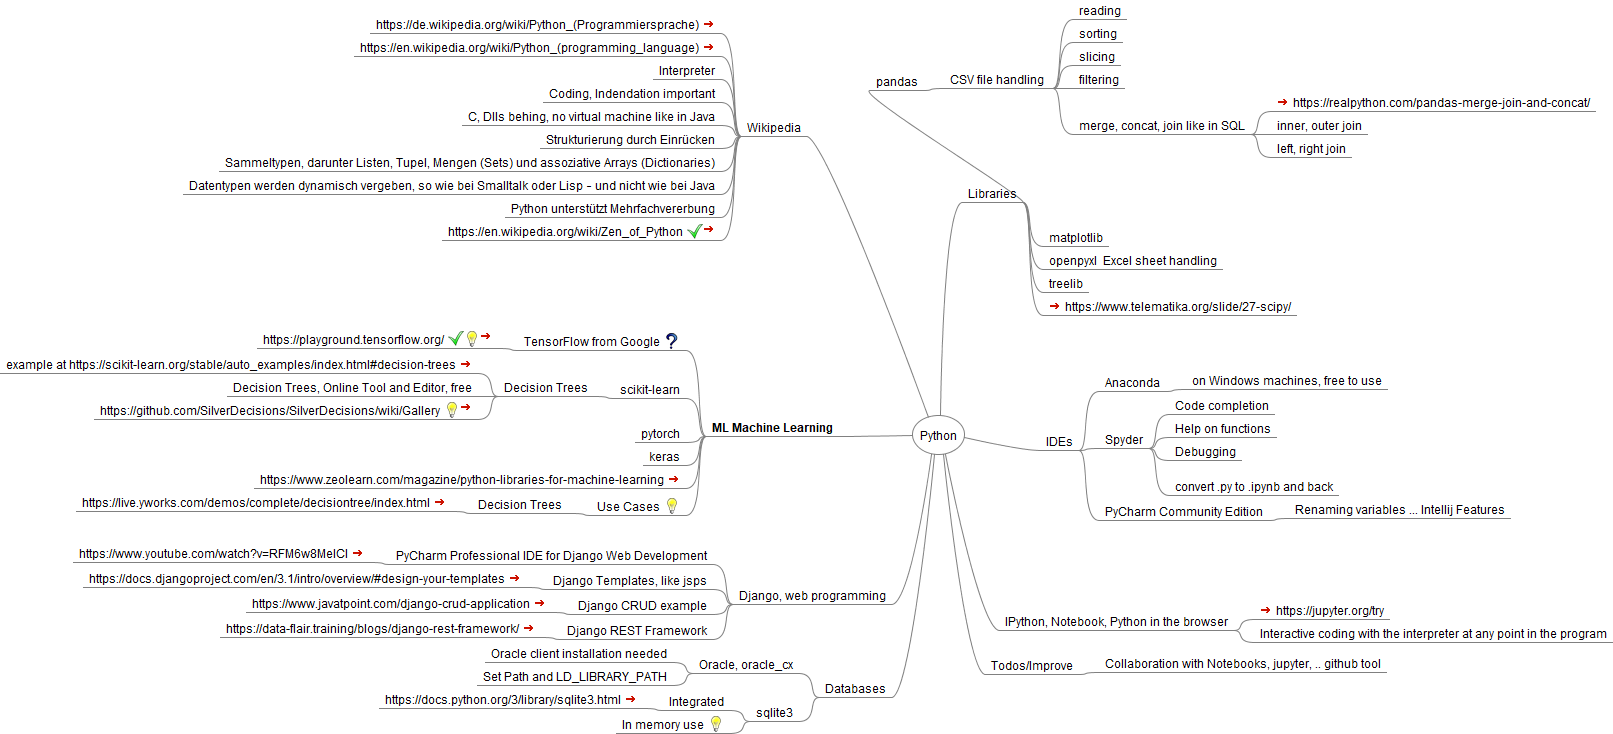 Python
Wikipedia
https://de.wikipedia.org/wiki/Python_(Programmiersprache)
https://en.wikipedia.org/wiki/Python_(programming_language)
Interpreter
Coding, Indendation important
C, Dlls behing, no virtual machine like in Java
Strukturierung durch Einrücken
Sammeltypen, darunter Listen, Tupel, Mengen (Sets) und assoziative Arrays (Dictionaries)
Datentypen werden dynamisch vergeben, so wie bei Smalltalk oder Lisp - und nicht wie bei Java
Python unterstützt Mehrfachvererbung
https://en.wikipedia.org/wiki/Zen_of_Python
ML Machine Learning
TensorFlow from Google
https://playground.tensorflow.org/
scikit-learn
Decision Trees
example at https://scikit-learn.org/stable/auto_examples/index.html#decision-trees
Decision Trees, Online Tool and Editor, free
https://github.com/SilverDecisions/SilverDecisions/wiki/Gallery
pytorch
keras
https://www.zeolearn.com/magazine/python-libraries-for-machine-learning
Use Cases
Decision Trees
https://live.yworks.com/demos/complete/decisiontree/index.html
Django, web programming
PyCharm Professional IDE for Django Web Development
https://www.youtube.com/watch?v=RFM6w8MeICI
Django Templates, like jsps
https://docs.djangoproject.com/en/3.1/intro/overview/#design-your-templates
Django CRUD example
https://www.javatpoint.com/django-crud-application
Django REST Framework
https://data-flair.training/blogs/django-rest-framework/
Databases
Oracle, oracle_cx
Oracle client installation needed
Set Path and LD_LIBRARY_PATH
sqlite3
Integrated
https://docs.python.org/3/library/sqlite3.html
In memory use
Libraries
pandas
CSV file handling
reading
sorting
slicing
filtering
merge, concat, join like in SQL
https://realpython.com/pandas-merge-join-and-concat/
inner, outer join
left, right join
matplotlib
openpyxl  Excel sheet handling
treelib
https://www.telematika.org/slide/27-scipy/
IDEs
Anaconda
on Windows machines, free to use
Spyder
Code completion
Help on functions
Debugging
convert .py to .ipynb and back
PyCharm Community Edition
Renaming variables ... Intellij Features
IPython, Notebook, Python in the browser
https://jupyter.org/try
Interactive coding with the interpreter at any point in the program
Todos/Improve
Collaboration with Notebooks, jupyter, .. github tool